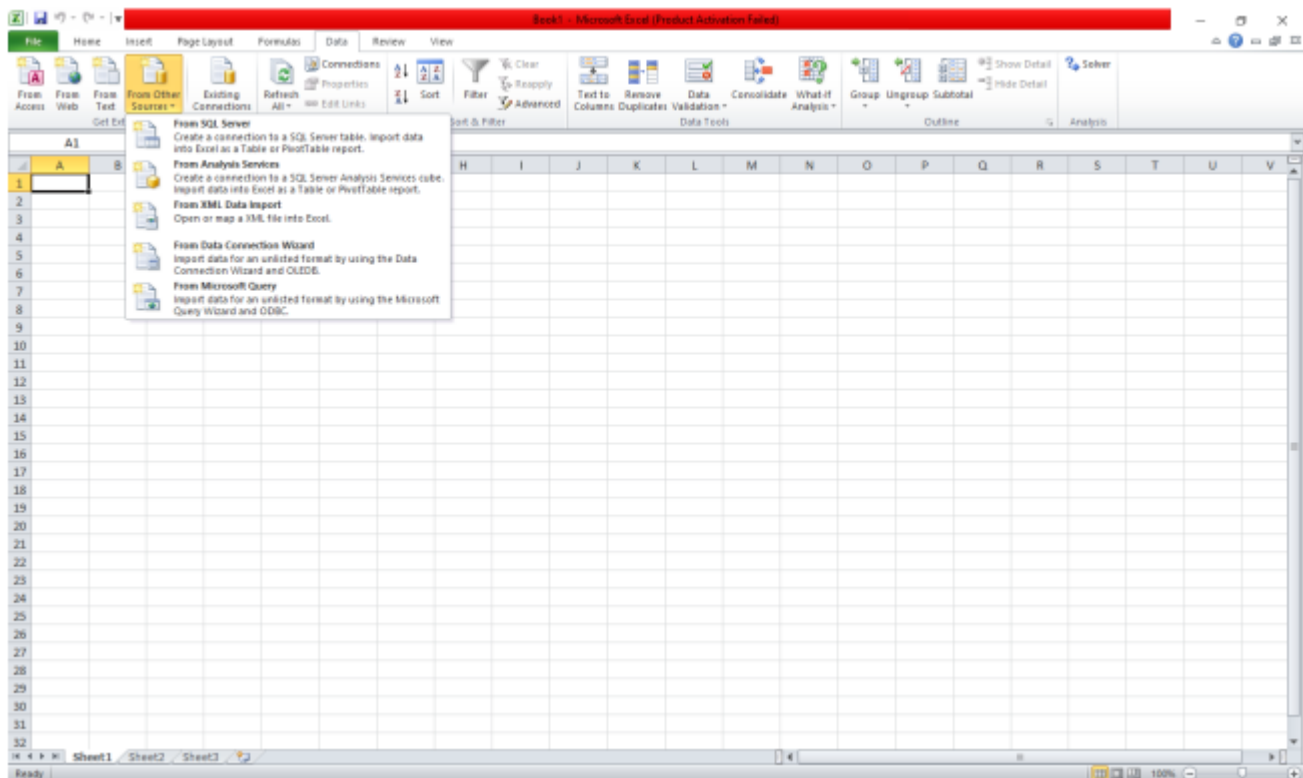 Book1 - Microsoft Excel (Product Activation Failed)
File Home Insert Page Layout Formulas Data Review View
From Access
From Web
From Text
From Other Sources
Existing Connections
Refresh All
Connections
Properties
Edit Links
Sort
Filter
Clear
Reapply
Advanced
Text to Columns
Remove Duplicates
Data Validation
Consolidate
What-If Analysis
Group
Ungroup
Subtotal
Show Detail
Hide Detail
Solver
Get Ext
Sort & Filter
Data Tools
Outline
Analysis
From SQL Server
Create a connection to a SQL Server table. Import data
into Excel as a Table or PivotTable report.
From Analysis Services
Create a connection to a SQL Server Analysis Services cube.
Import data into Excel as a Table or PivotTable report.
From XML Data Import
Open or map a XML file into Excel.
From Data Connection Wizard
Import data for an unlisted format by using the Data
Connection Wizard and OLEDB.
From Microsoft Query
Import data for an unlisted format by using the Microsoft
Query Wizard and ODBC.
A1
A B H I J K L M N O P Q R S T U V
1
2
3
4
5
6
7
8
9
10
11
12
13
14
15
16
17
18
19
20
21
22
23
24
25
26
27
28
29
30
31
32
Sheet1 Sheet2 Sheet3
Ready 100%